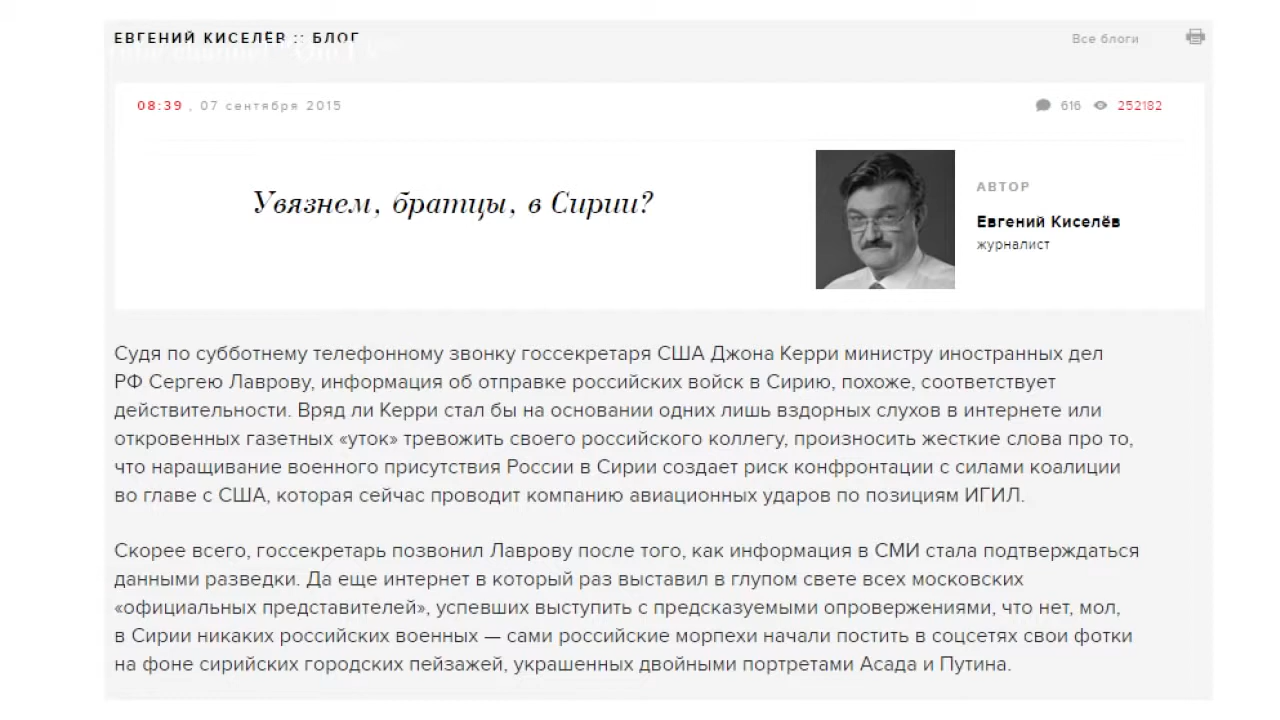 ЕВГЕНИЙ КИСЕЛЁВ :: БЛОГ
Все блоги
08:39 , 07 сентября 2015
616
252182
Увязнем, братцы, в Сирии?
АВТОР
Евгений Киселёв
журналист
Судя по субботнему телефонному звонку госсекретаря США Джона Керри министру иностранных дел
РФ Сергею Лаврову, информация об отправке российских войск в Сирию, похоже, соответствует
действительности. Вряд ли Керри стал бы на основании одних лишь вздорных слухов в интернете или
откровенных газетных «уток» тревожить своего российского коллегу, произносить жесткие слова про то,
что наращивание военного присутствия России в Сирии создает риск конфронтации с силами коалиции
во главе с США, которая сейчас проводит компанию авиационных ударов по позициям ИГИЛ.
Скорее всего, госсекретарь позвонил Лаврову после того, как информация в СМИ стала подтверждаться
данными разведки. Да еще интернет в который раз выставил в глупом свете всех московских
«официальных представителей», успевших выступить с предсказуемыми опровержениями, что нет, мол,
в Сирии никаких российских военных — сами российские морпехи начали постить в соцсетях свои фотки
на фоне сирийских городских пейзажей, украшенных двойными портретами Асада и Путина.